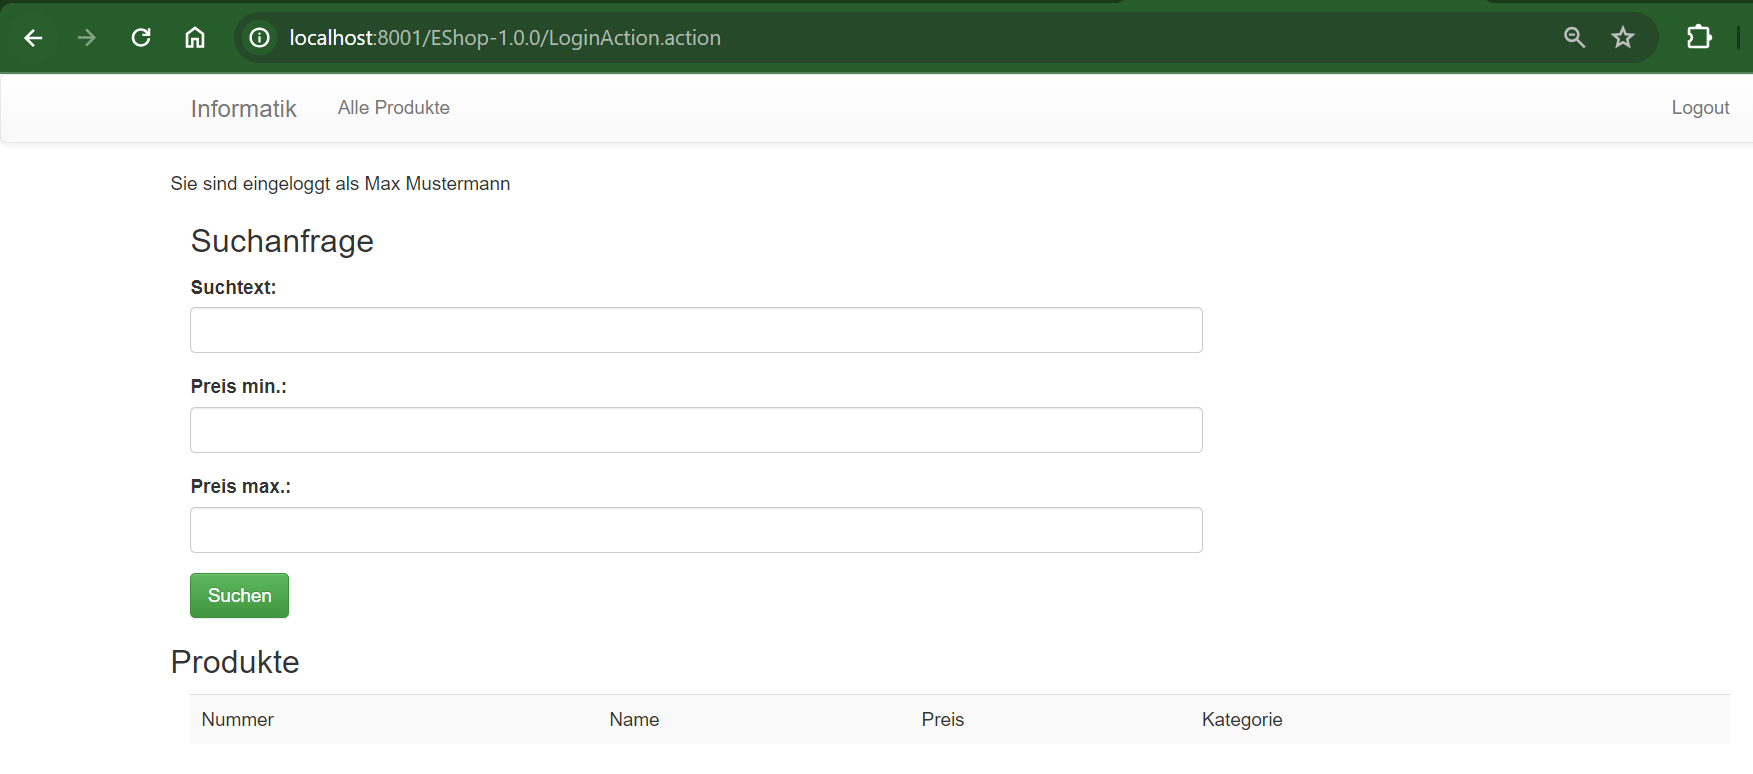 localhost:8001/EShop-1.0.0/LoginAction.action
Informatik Alle Produkte Logout
Sie sind eingeloggt als Max Mustermann
Suchanfrage
Suchtext:
Preis min.:
Preis max.:
Suchen
Produkte
Nummer Name Preis Kategorie